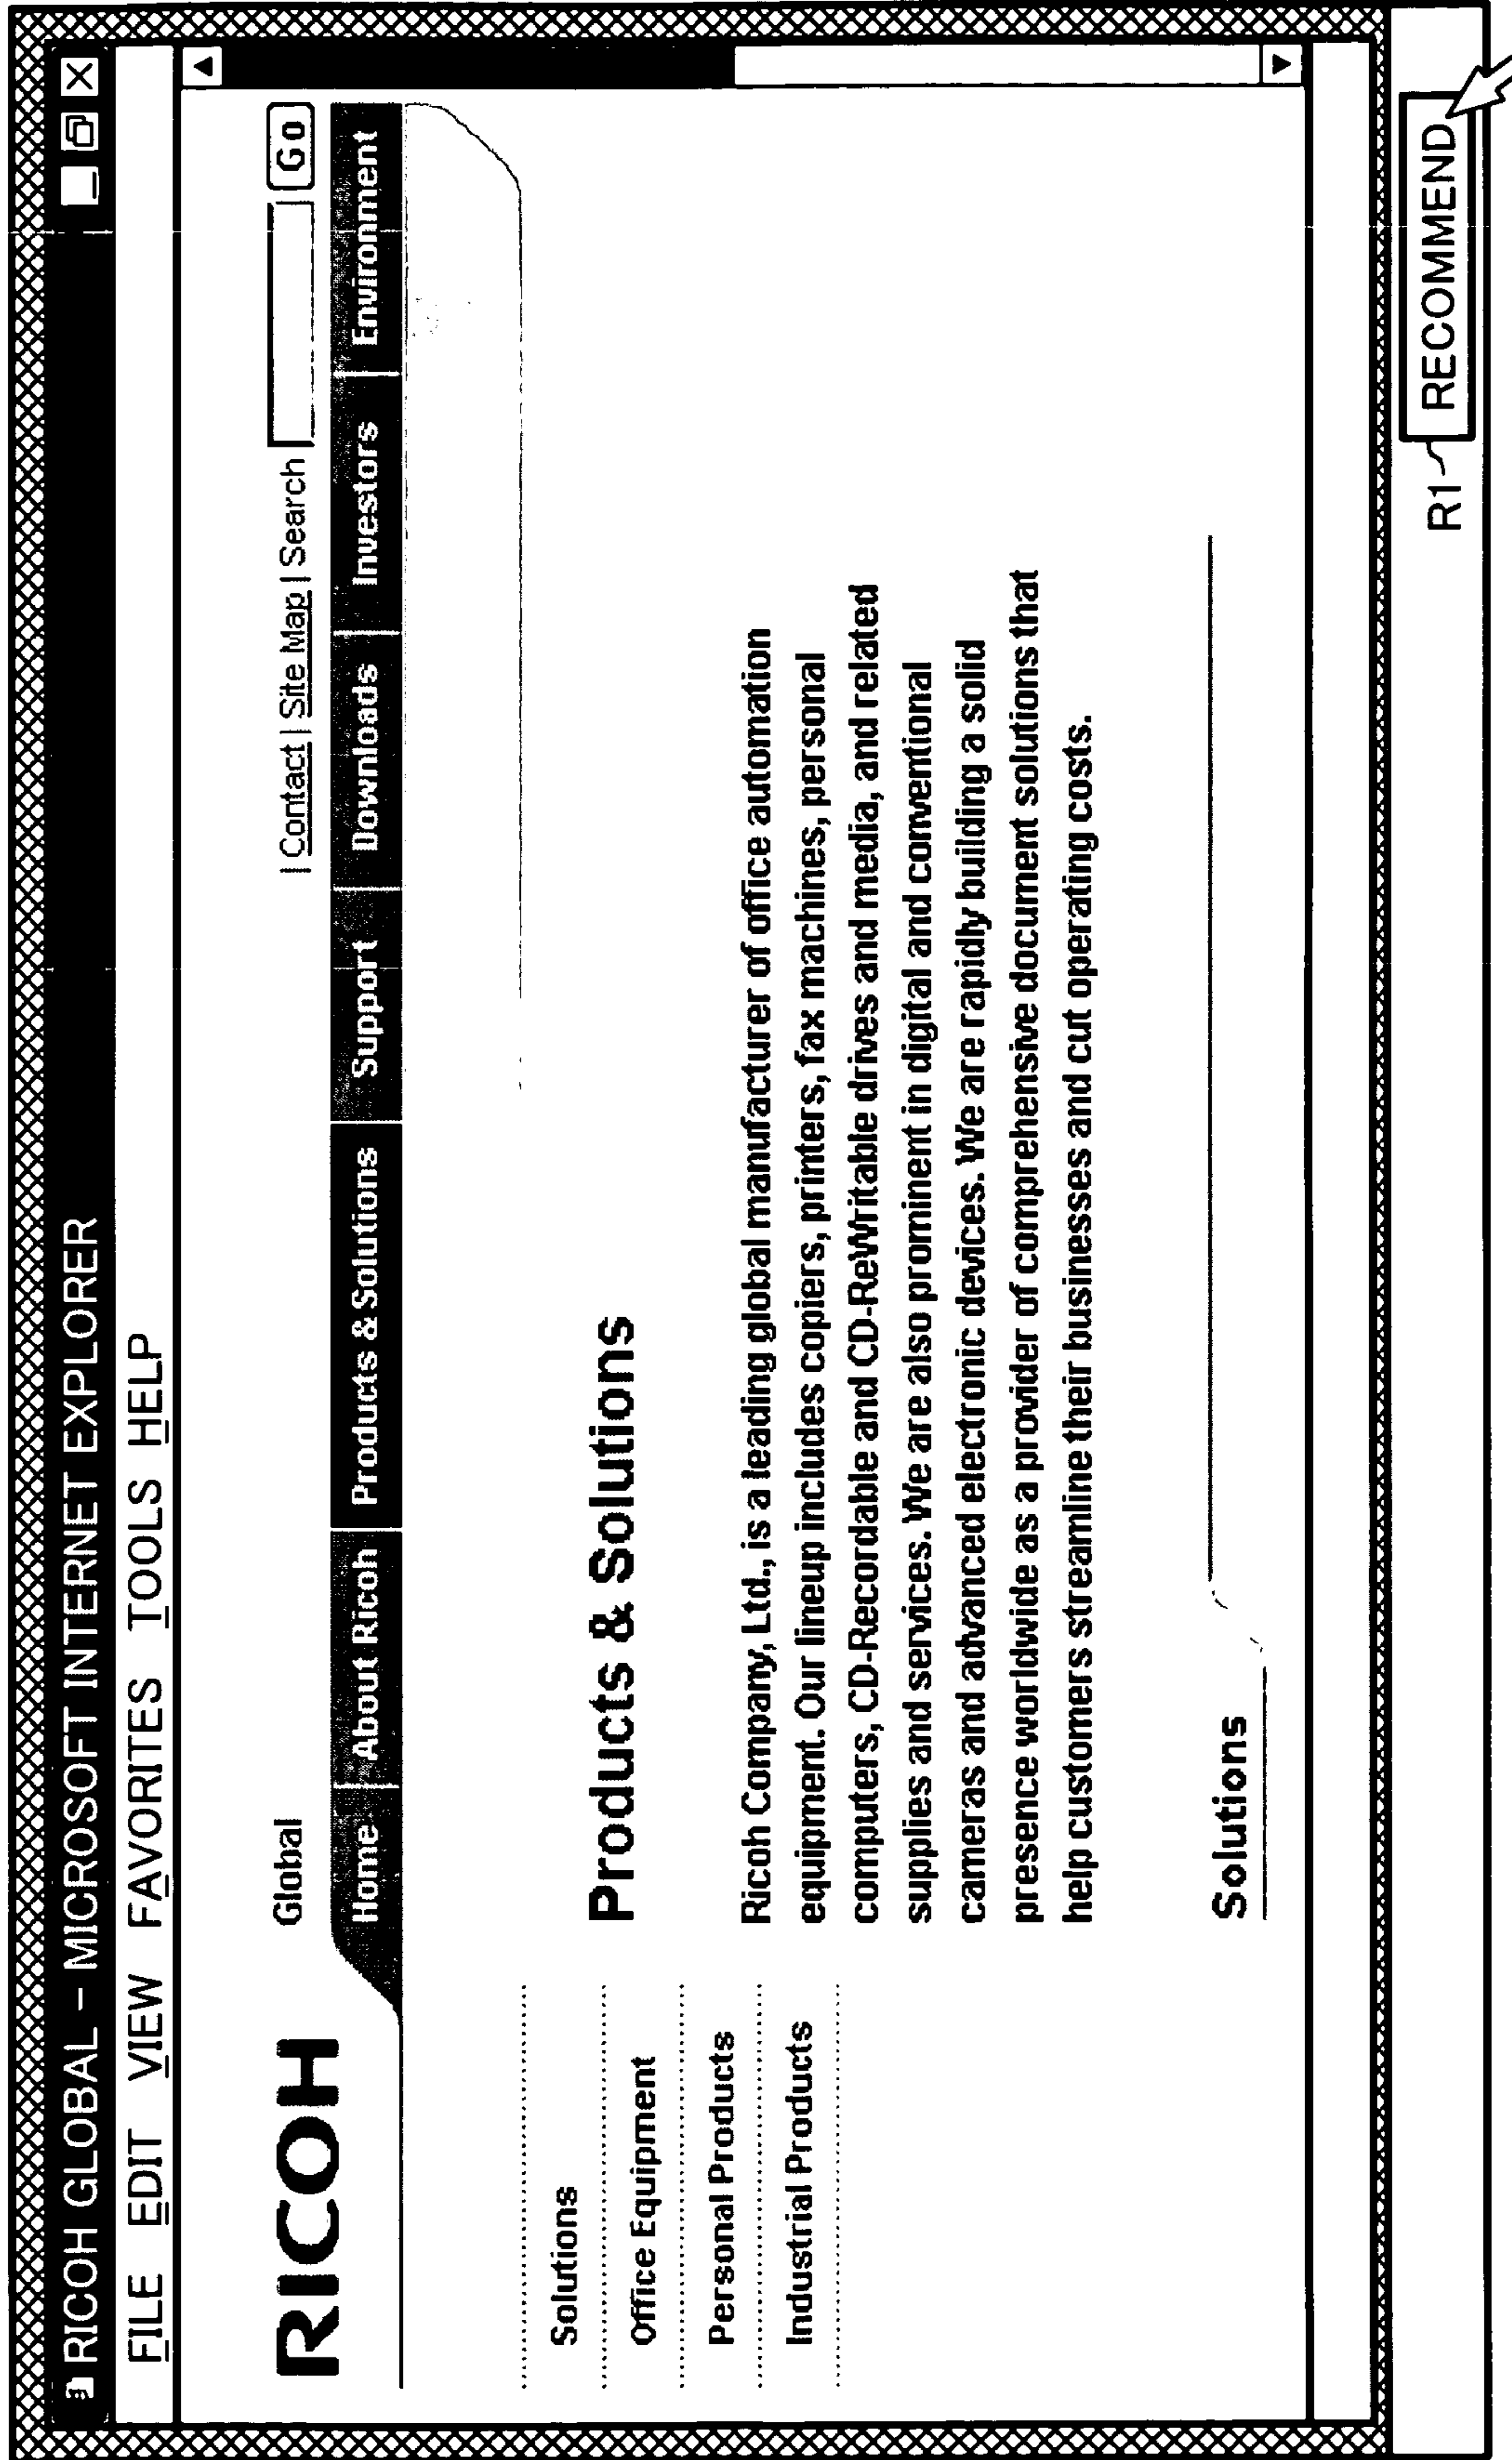 RICOH GLOBAL – MICROSOFT INTERNET EXPLORER
FILE EDIT VIEW FAVORITES TOOLS HELP
RICOH Global | Contact | Site Map | Search Go
Home About Ricoh Products & Solutions Support Downloads Investors Environment
Solutions
Office Equipment
Personal Products
Industrial Products
Products & Solutions
Ricoh Company, Ltd., is a leading global manufacturer of office automation
equipment. Our lineup includes copiers, printers, fax machines, personal
computers, CD-Recordable and CD-ReWritable drives and media, and related
supplies and services. We are also prominent in digital and conventional
cameras and advanced electronic devices. We are rapidly building a solid
presence worldwide as a provider of comprehensive document solutions that
help customers streamline their businesses and cut operating costs.
Solutions
R1 RECOMMEND